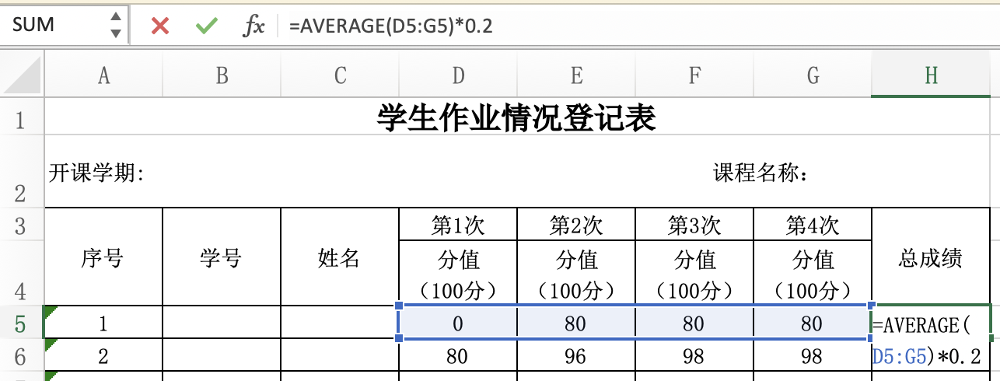 SUM fx =AVERAGE(D5:G5)*0.2
A B C D E F G H
1 学生作业情况登记表
2 开课学期: 课程名称:
3 序号 学号 姓名 第1次 第2次 第3次 第4次 总成绩
4 分值 分值 分值 分值
(100分) (100分) (100分) (100分)
5 1 0 80 80 80 =AVERAGE(
6 2 80 96 98 98 D5:G5)*0.2